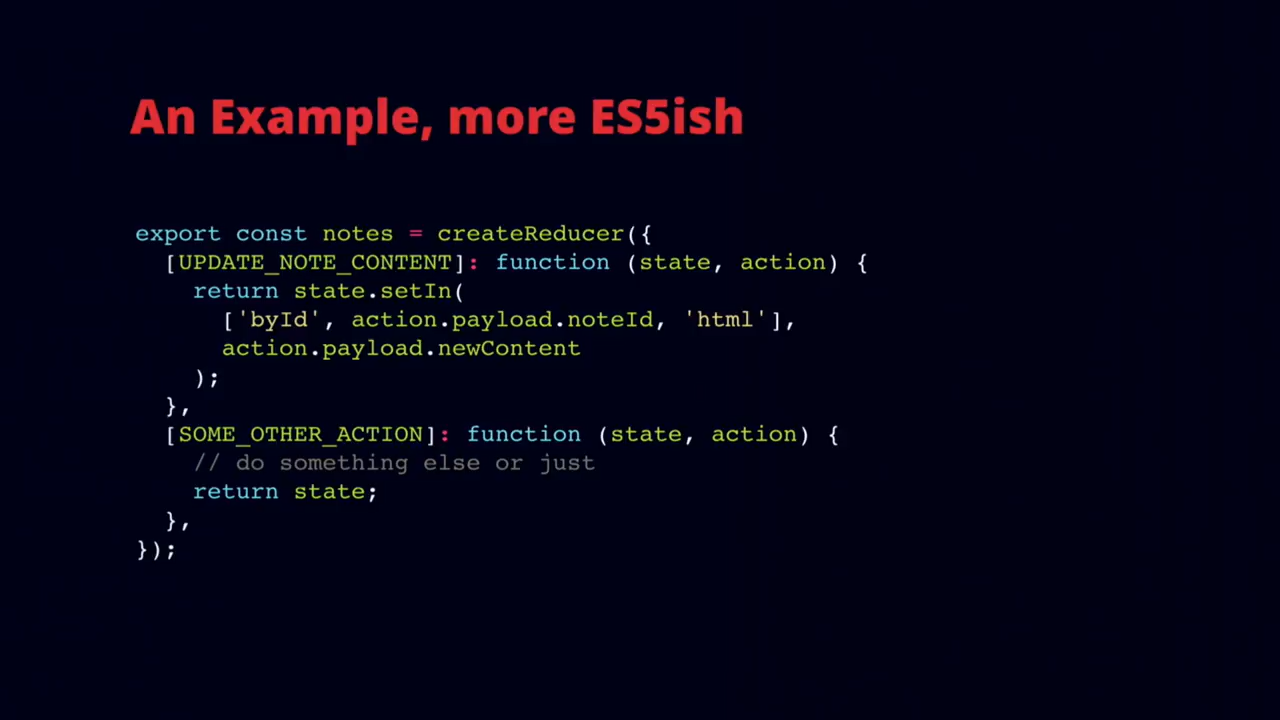 An Example, more ES5ish
export const notes = createReducer({
  [UPDATE_NOTE_CONTENT]: function (state, action) {
    return state.setIn(
      ['byId', action.payload.noteId, 'html'],
      action.payload.newContent
    );
  },
  [SOME_OTHER_ACTION]: function (state, action) {
    // do something else or just
    return state;
  },
});